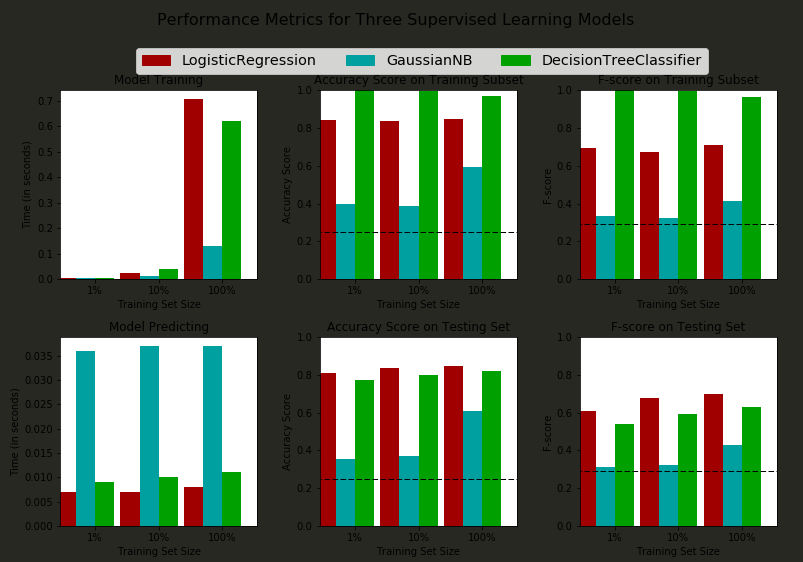 Performance Metrics for Three Supervised Learning Models
LogisticRegression GaussianNB DecisionTreeClassifier
Model Training
Time (in seconds)
0.7
0.6
0.5
0.4
0.3
0.2
0.1
0.0
1% 10% 100%
Training Set Size
Accuracy Score on Training Subset
Accuracy Score
1.0
0.8
0.6
0.4
0.2
0.0
1% 10% 100%
Training Set Size
F-score on Training Subset
F-score
1.0
0.8
0.6
0.4
0.2
0.0
1% 10% 100%
Training Set Size
Model Predicting
Time (in seconds)
0.035
0.030
0.025
0.020
0.015
0.010
0.005
0.000
1% 10% 100%
Training Set Size
Accuracy Score on Testing Set
Accuracy Score
1.0
0.8
0.6
0.4
0.2
0.0
1% 10% 100%
Training Set Size
F-score on Testing Set
F-score
1.0
0.8
0.6
0.4
0.2
0.0
1% 10% 100%
Training Set Size